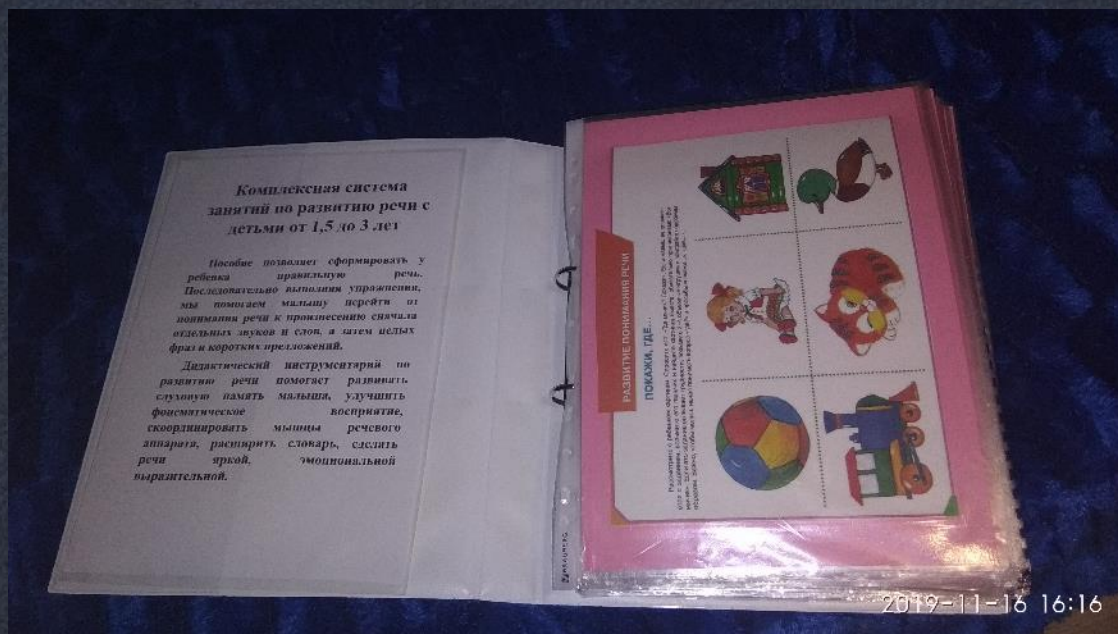 Комплексная система
занятий по развитию речи с
детьми от 1,5 до 3 лет
Пособие позволяет сформировать у
ребенка правильную речь.
Последовательно выполняя упражнения,
мы помогаем малышу перейти от
понимания речи к произнесению сначала
отдельных звуков и слов, а затем целых
фраз и коротких предложений.
Дидактический инструментарий по
развитию речи помогает развивать
слуховую память малыша, улучшить
фонематическое восприятие,
скоординировать мышцы речевого
аппарата, расширить словарь, сделать
речи яркой, эмоциональной
выразительной.
РАЗВИТИЕ ПОНИМАНИЯ РЕЧИ
ПОКАЖИ, ГДЕ...
2019-11-16 16:16